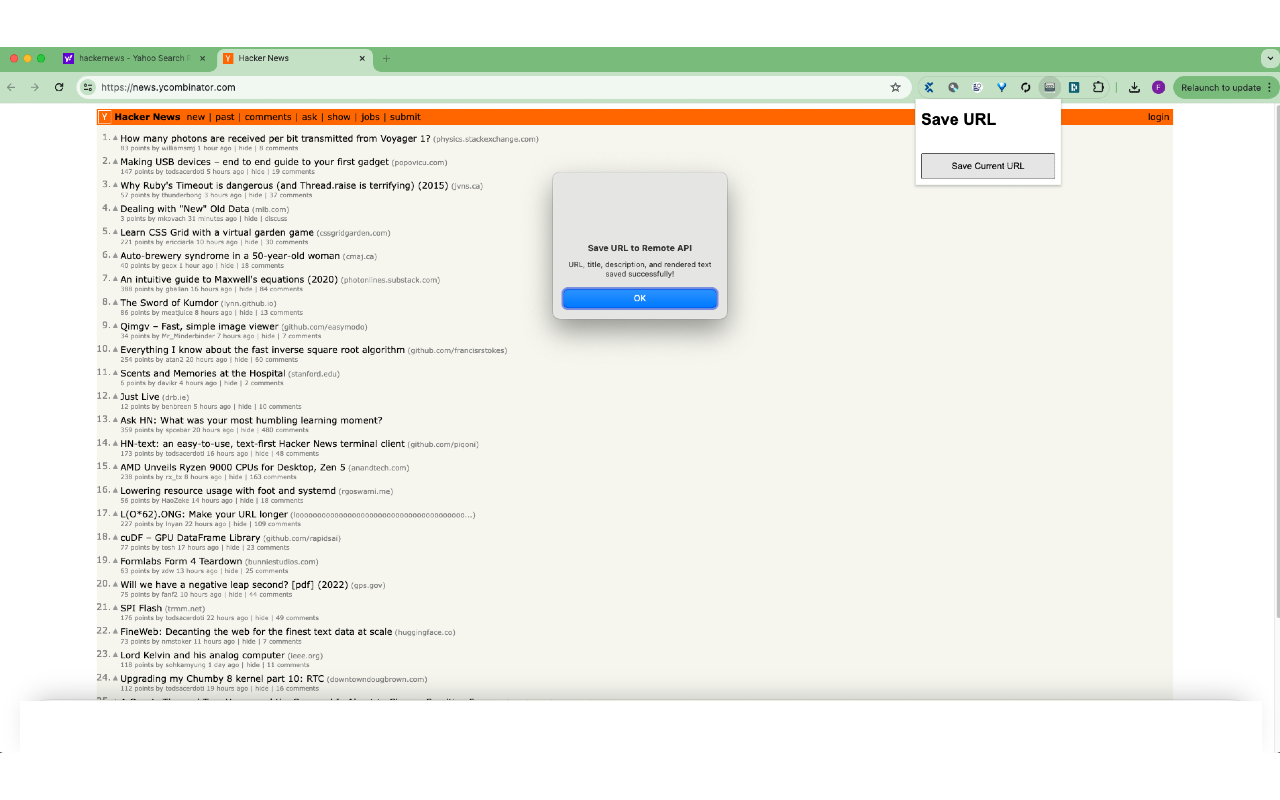 hackernews - Yahoo Search R
Hacker News
https://news.ycombinator.com
F
Relaunch to update
Save URL
Save Current URL
Y Hacker News new | past | comments | ask | show | jobs | submit
login
1. How many photons are received per bit transmitted from Voyager 1? (physics.stackexchange.com)
83 points by williamsmj 1 hour ago | hide | 8 comments
2. Making USB devices – end to end guide to your first gadget (popovicu.com)
147 points by todsacerdoti 5 hours ago | hide | 19 comments
3. Why Ruby's Timeout is dangerous (and Thread.raise is terrifying) (2015) (jvns.ca)
57 points by thunderbong 3 hours ago | hide | 37 comments
4. Dealing with "New" Old Data (mlb.com)
3 points by mkovach 31 minutes ago | hide | discuss
5. Learn CSS Grid with a virtual garden game (cssgridgarden.com)
221 points by ericciarla 10 hours ago | hide | 30 comments
6. Auto-brewery syndrome in a 50-year-old woman (cmaj.ca)
40 points by geox 1 hour ago | hide | 18 comments
7. An intuitive guide to Maxwell's equations (2020) (photonlines.substack.com)
388 points by gballan 16 hours ago | hide | 84 comments
8. The Sword of Kumdor (lynn.github.io)
86 points by meatjuice 8 hours ago | hide | 13 comments
9. Qimgv – Fast, simple image viewer (github.com/easymodo)
34 points by Mr_Minderbinder 7 hours ago | hide | 7 comments
10. Everything I know about the fast inverse square root algorithm (github.com/francisrstokes)
254 points by atan2 20 hours ago | hide | 60 comments
11. Scents and Memories at the Hospital (stanford.edu)
6 points by davikr 4 hours ago | hide | 2 comments
12. Just Live (drb.ie)
12 points by benbreen 5 hours ago | hide | 10 comments
13. Ask HN: What was your most humbling learning moment?
359 points by spcebar 20 hours ago | hide | 480 comments
14. HN-text: an easy-to-use, text-first Hacker News terminal client (github.com/piqoni)
173 points by todsacerdoti 16 hours ago | hide | 48 comments
15. AMD Unveils Ryzen 9000 CPUs for Desktop, Zen 5 (anandtech.com)
238 points by rx_tx 8 hours ago | hide | 163 comments
16. Lowering resource usage with foot and systemd (rgoswami.me)
56 points by HaoZeke 14 hours ago | hide | 18 comments
17. L(O*62).ONG: Make your URL longer
227 points by lnyan 22 hours ago | hide | 109 comments
18. cuDF – GPU DataFrame Library (github.com/rapidsai)
77 points by tosh 17 hours ago | hide | 23 comments
19. Formlabs Form 4 Teardown (bunniestudios.com)
63 points by zdw 13 hours ago | hide | 25 comments
20. Will we have a negative leap second? [pdf] (2022) (gps.gov)
75 points by fanf2 10 hours ago | hide | 44 comments
21. SPI Flash (trmm.net)
176 points by todsacerdoti 22 hours ago | hide | 49 comments
22. FineWeb: Decanting the web for the finest text data at scale (huggingface.co)
73 points by nmstoker 11 hours ago | hide | 7 comments
23. Lord Kelvin and his analog computer (ieee.org)
118 points by sohkamyung 1 day ago | hide | 11 comments
24. Upgrading my Chumby 8 kernel part 10: RTC (downtowndougbrown.com)
112 points by todsacerdoti 19 hours ago | hide | 16 comments
Save URL to Remote API
URL, title, description, and rendered text
saved successfully!
OK